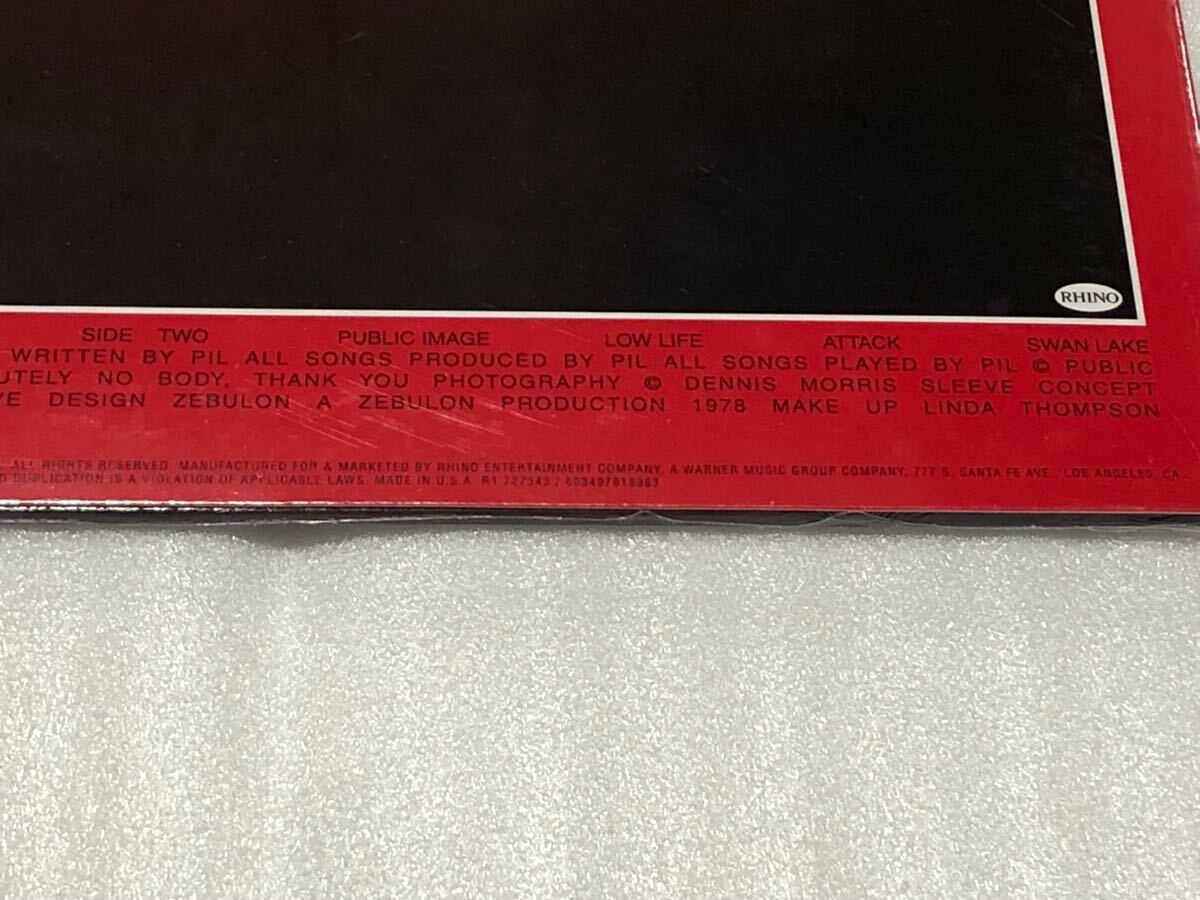 RHINO
SIDE TWO PUBLIC IMAGE LOW LIFE ATTACK SWAN LAKE
WRITTEN BY PIL ALL SONGS PRODUCED BY PIL ALL SONGS PLAYED BY PIL © PUBLIC
UTELY NO BODY, THANK YOU PHOTOGRAPHY © DENNIS MORRIS SLEEVE CONCEPT
VE DESIGN ZEBULON A ZEBULON PRODUCTION 1978 MAKE UP LINDA THOMPSON
ALL RIGHTS RESERVED. MANUFACTURED FOR & MARKETED BY RHINO ENTERTAINMENT COMPANY, A WARNER MUSIC GROUP COMPANY, 777 S. SANTA FE AVE., LOS ANGELES, CA
D DUPLICATION IS A VIOLATION OF APPLICABLE LAWS. MADE IN U.S.A. R1 727343 / 603497818983